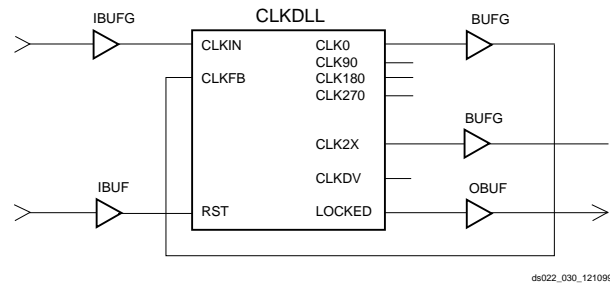 CLKDLL
IBUFG
BUFG
CLKIN
CLK0
CLK90
CLKFB
CLK180
CLK270
BUFG
CLK2X
IBUF
CLKDV
OBUF
RST
LOCKED
ds022_030_121099